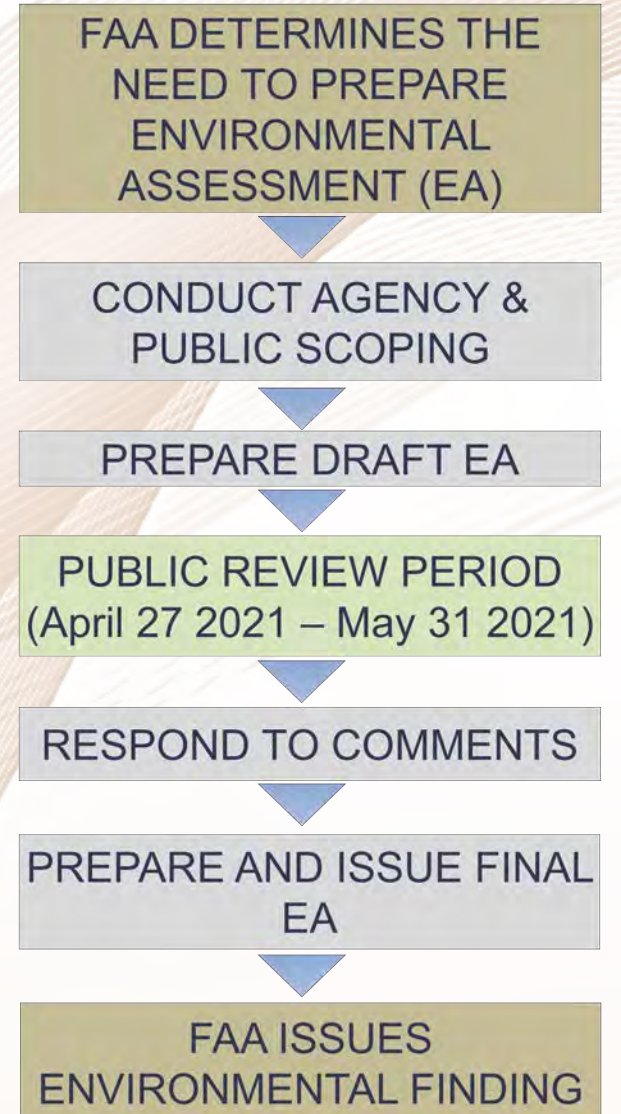 FAA DETERMINES THE
NEED TO PREPARE
ENVIRONMENTAL
ASSESSMENT (EA)
CONDUCT AGENCY &
PUBLIC SCOPING
PREPARE DRAFT EA
PUBLIC REVIEW PERIOD
(April 27 2021 – May 31 2021)
RESPOND TO COMMENTS
PREPARE AND ISSUE FINAL
EA
FAA ISSUES
ENVIRONMENTAL FINDING